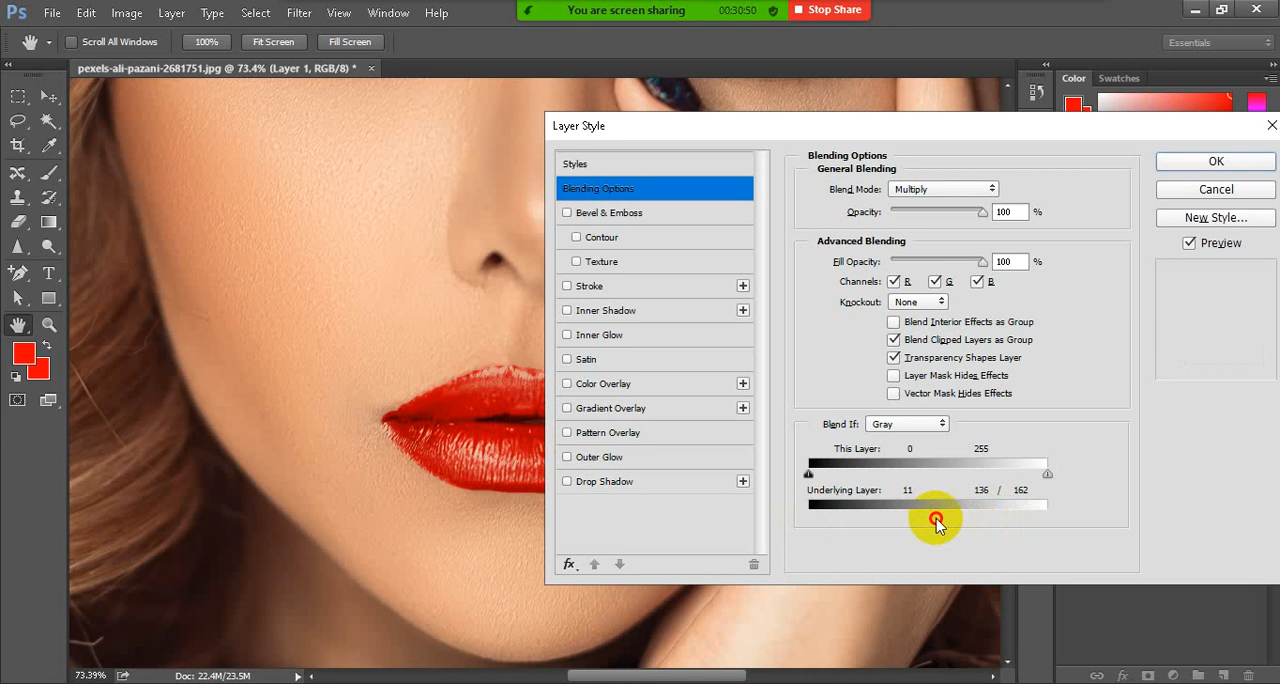 Ps File Edit Image Layer Type Select Filter View Window Help
You are screen sharing 00:30:50 Stop Share
Scroll All Windows 100% Fit Screen Fill Screen Essentials
pexels-ali-pazani-2681751.jpg @ 73.4% (Layer 1, RGB/8) * ×
Color Swatches
Layer Style
Styles
Blending Options
Bevel & Emboss
Contour
Texture
Stroke
Inner Shadow
Inner Glow
Satin
Color Overlay
Gradient Overlay
Pattern Overlay
Outer Glow
Drop Shadow
fx
Blending Options
General Blending
Blend Mode: Multiply
Opacity: 100 %
Advanced Blending
Fill Opacity: 100 %
Channels: R G B
Knockout: None
Blend Interior Effects as Group
Blend Clipped Layers as Group
Transparency Shapes Layer
Layer Mask Hides Effects
Vector Mask Hides Effects
Blend If: Gray
This Layer: 0 255
Underlying Layer: 11 136 / 162
OK
Cancel
New Style...
Preview
73.39% Doc: 22.4M/23.5M
fx